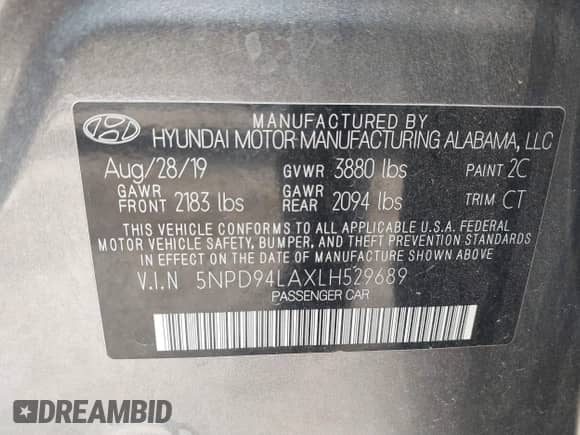 MANUFACTURED BY
HYUNDAI MOTOR MANUFACTURING ALABAMA, LLC
Aug/28/19 GVWR 3880 lbs PAINT 2C
GAWR FRONT 2183 lbs GAWR REAR 2094 lbs TRIM CT
THIS VEHICLE CONFORMS TO ALL APPLICABLE U.S.A. FEDERAL
MOTOR VEHICLE SAFETY, BUMPER, AND THEFT PREVENTION STANDARDS
IN EFFECT ON THE DATE OF MANUFACTURE SHOWN ABOVE.
V.I.N 5NPD94LAXLH529689
PASSENGER CAR
DREAMBID